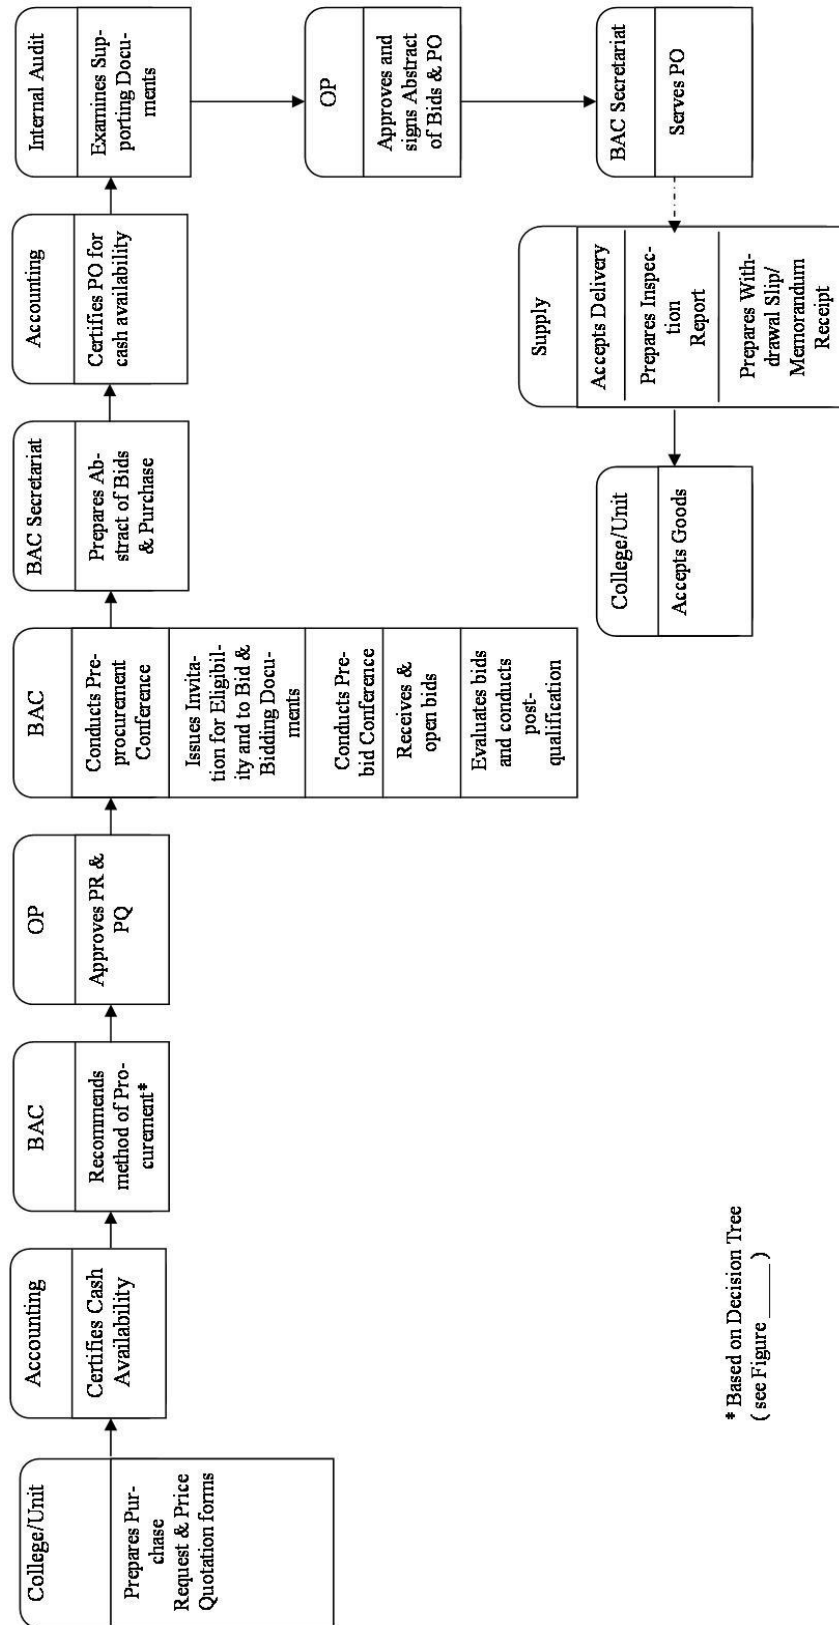 College/Unit
Prepares Pur-
chase
Request & Price
Quotation forms
Accounting
Certifies Cash
Availability
BAC
Recommends
method of Pro-
curement*
OP
Approves PR &
PQ
BAC
Conducts Pre-
procurement
Conference
Issues Invita-
tion for Eligibil-
ity and to Bid &
Bidding Docu-
ments
Conducts Pre-
bid Conference
Receives &
open bids
Evaluates bids
and conducts
post-
qualification
BAC Secretariat
Prepares Ab-
stract of Bids
& Purchase
Accounting
Certifies PO for
cash availability
Internal Audit
Examines Sup-
porting Docu-
ments
OP
Approves and
signs Abstract
of Bids & PO
BAC Secretariat
Serves PO
Supply
Accepts Delivery
Prepares Inspec-
tion
Report
Prepares With-
drawal Slip/
Memorandum
Receipt
College/Unit
Accepts Goods
* Based on Decision Tree
( see Figure _____ )